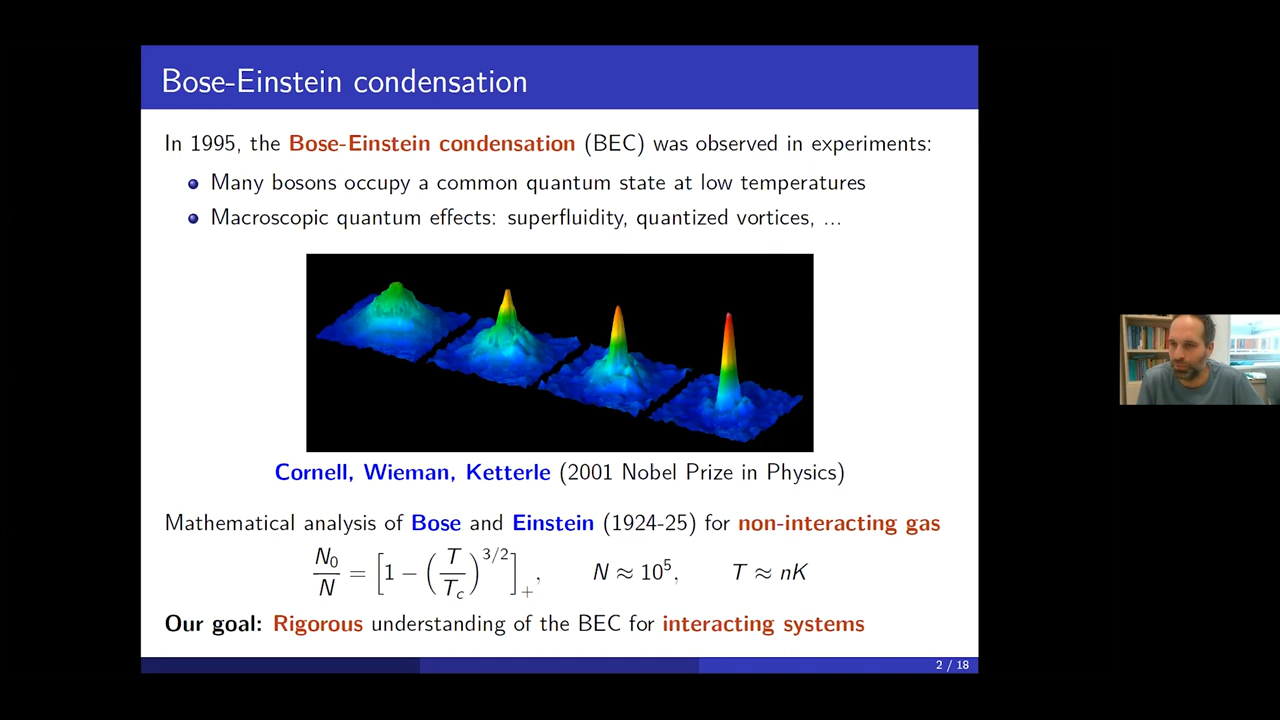 Bose-Einstein condensation
In 1995, the Bose-Einstein condensation (BEC) was observed in experiments:
Many bosons occupy a common quantum state at low temperatures
Macroscopic quantum effects: superfluidity, quantized vortices, ...
Cornell, Wieman, Ketterle (2001 Nobel Prize in Physics)
Mathematical analysis of Bose and Einstein (1924-25) for non-interacting gas
N₀/N = [1 − (T/T_c)^{3/2}]₊, N ≈ 10⁵, T ≈ nK
Our goal: Rigorous understanding of the BEC for interacting systems
2 / 18